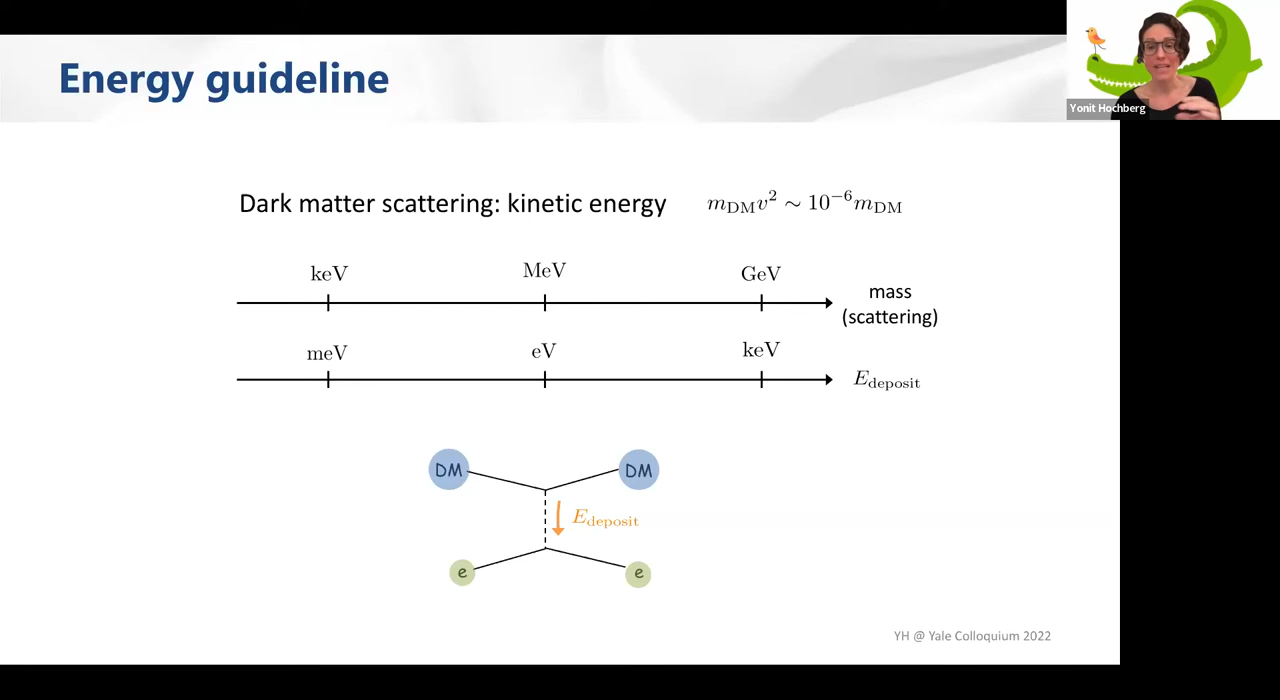 Energy guideline
Yonit Hochberg
Dark matter scattering: kinetic energy m_DM v² ∼ 10⁻⁶ m_DM
keV MeV GeV
mass
(scattering)
meV eV keV
E_deposit
DM DM
E_deposit
e e
YH @ Yale Colloquium 2022